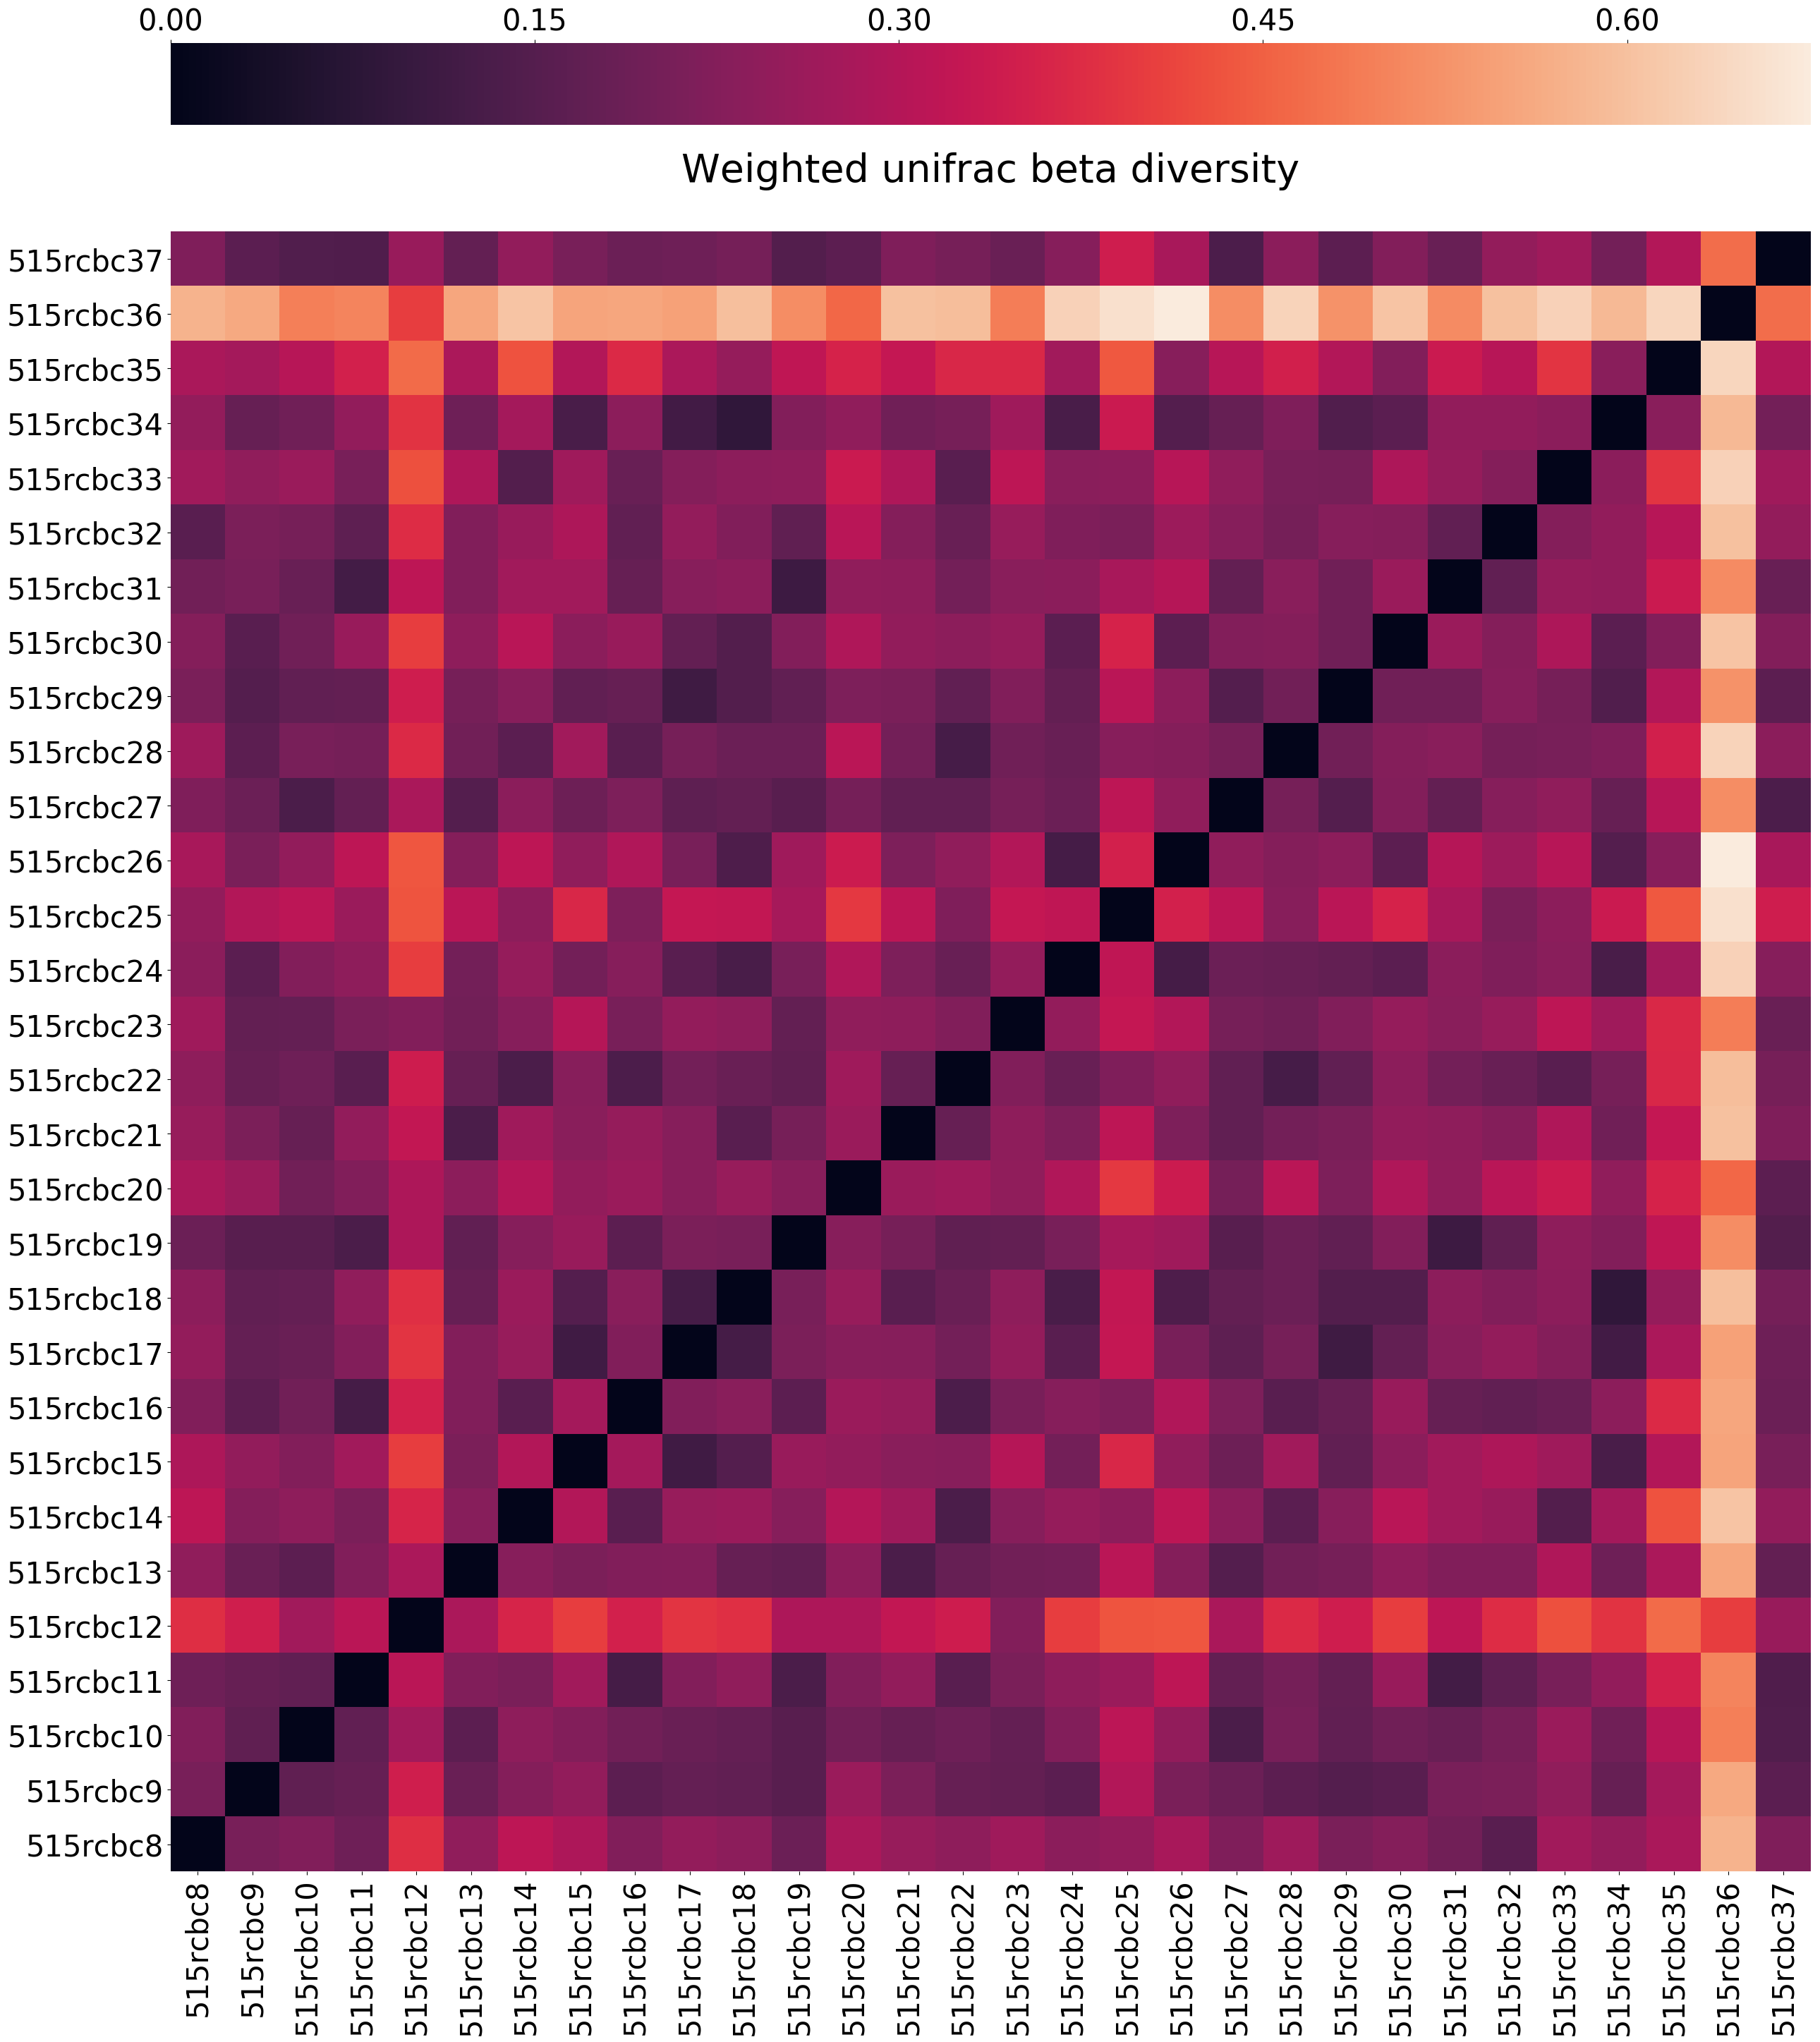 0.00 0.15 0.30 0.45 0.60
Weighted unifrac beta diversity
515rcbc37
515rcbc36
515rcbc35
515rcbc34
515rcbc33
515rcbc32
515rcbc31
515rcbc30
515rcbc29
515rcbc28
515rcbc27
515rcbc26
515rcbc25
515rcbc24
515rcbc23
515rcbc22
515rcbc21
515rcbc20
515rcbc19
515rcbc18
515rcbc17
515rcbc16
515rcbc15
515rcbc14
515rcbc13
515rcbc12
515rcbc11
515rcbc10
515rcbc9
515rcbc8
515rcbc8
515rcbc9
515rcbc10
515rcbc11
515rcbc12
515rcbc13
515rcbc14
515rcbc15
515rcbc16
515rcbc17
515rcbc18
515rcbc19
515rcbc20
515rcbc21
515rcbc22
515rcbc23
515rcbc24
515rcbc25
515rcbc26
515rcbc27
515rcbc28
515rcbc29
515rcbc30
515rcbc31
515rcbc32
515rcbc33
515rcbc34
515rcbc35
515rcbc36
515rcbc37